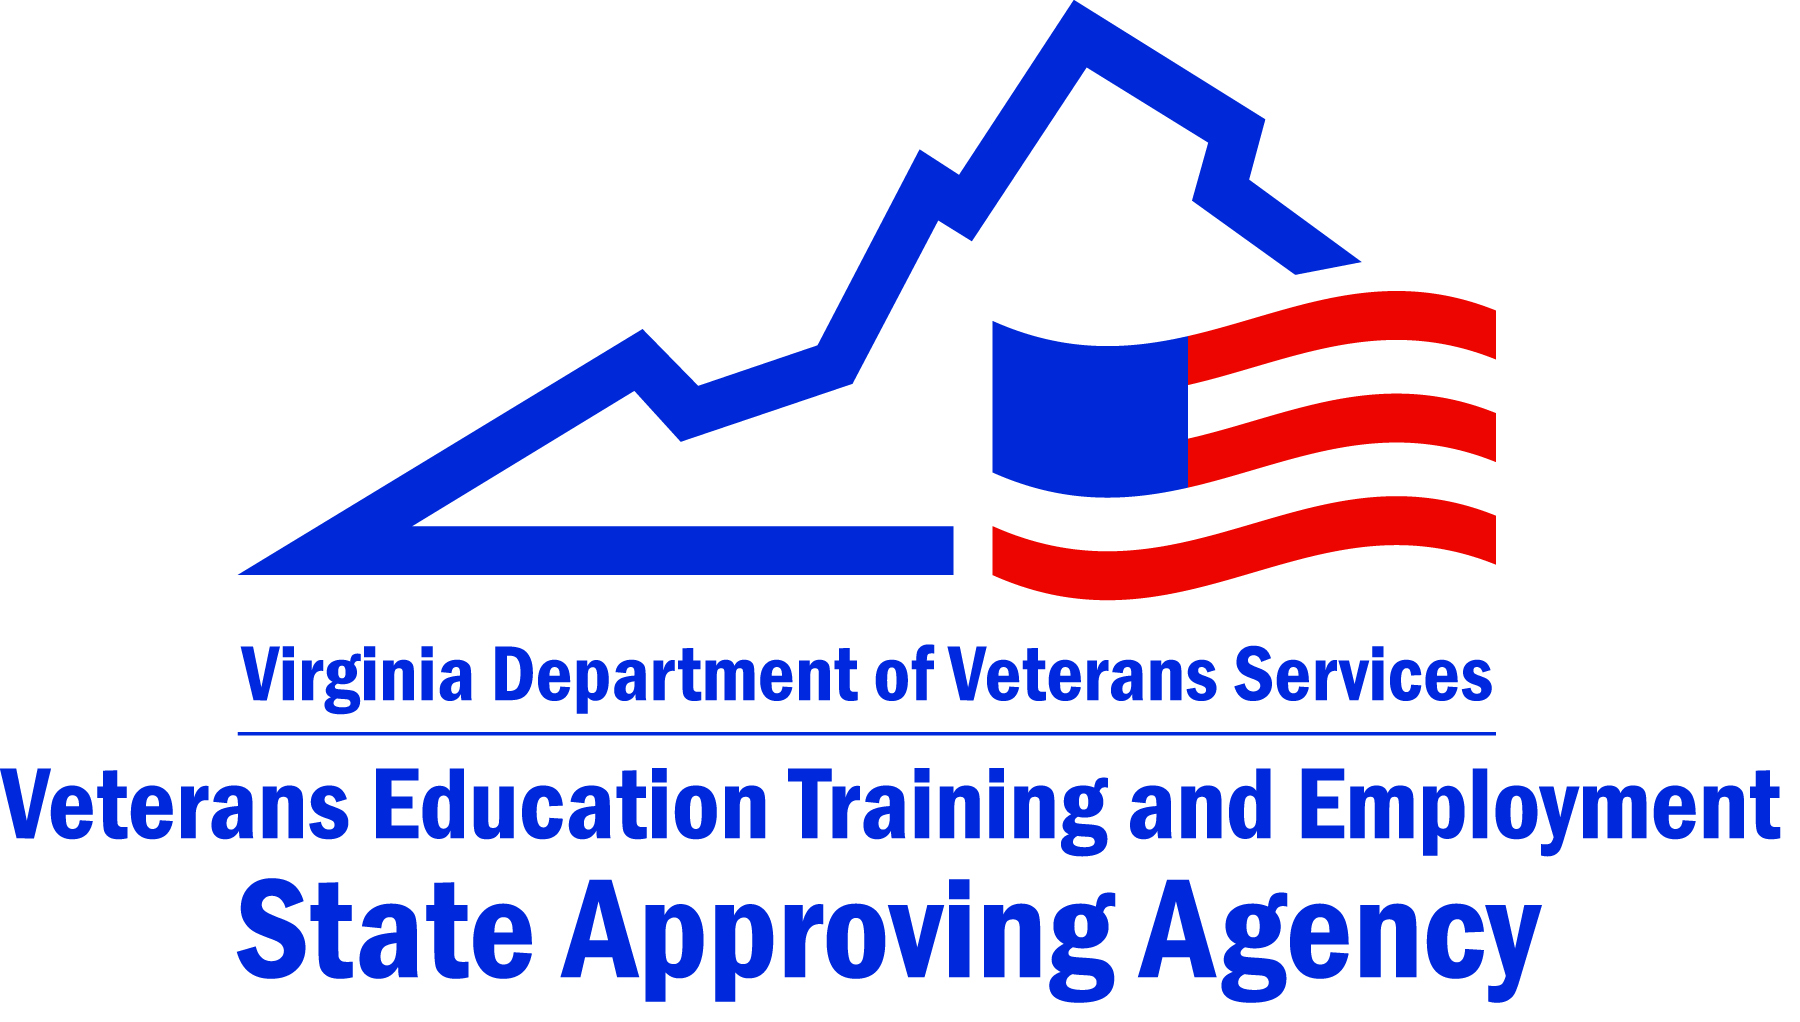 Virginia Department of Veterans Services
Veterans Education Training and Employment
State Approving Agency